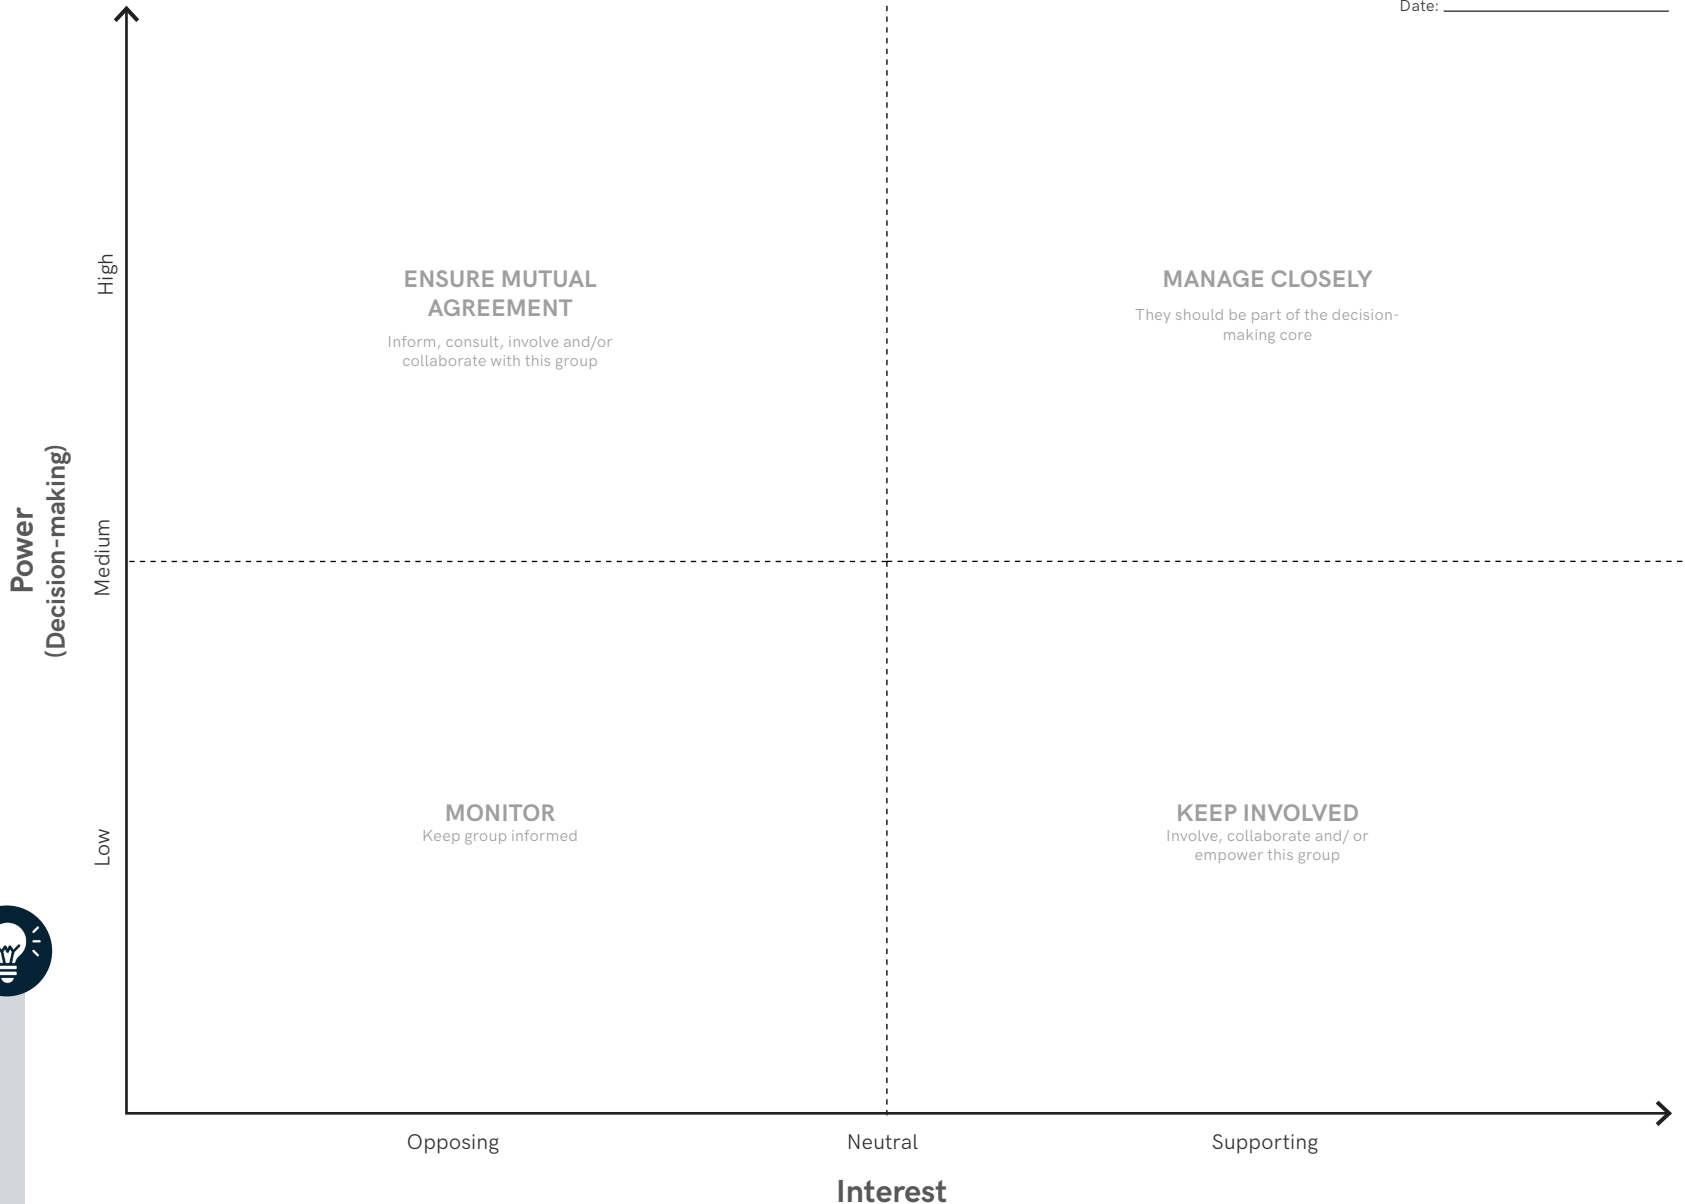 Date:
High
ENSURE MUTUAL
AGREEMENT
Inform, consult, involve and/or
collaborate with this group
MANAGE CLOSELY
They should be part of the decision-
making core
Power
(Decision-making)
Medium
Low
MONITOR
Keep group informed
KEEP INVOLVED
Involve, collaborate and/ or
empower this group
Opposing
Neutral
Supporting
Interest